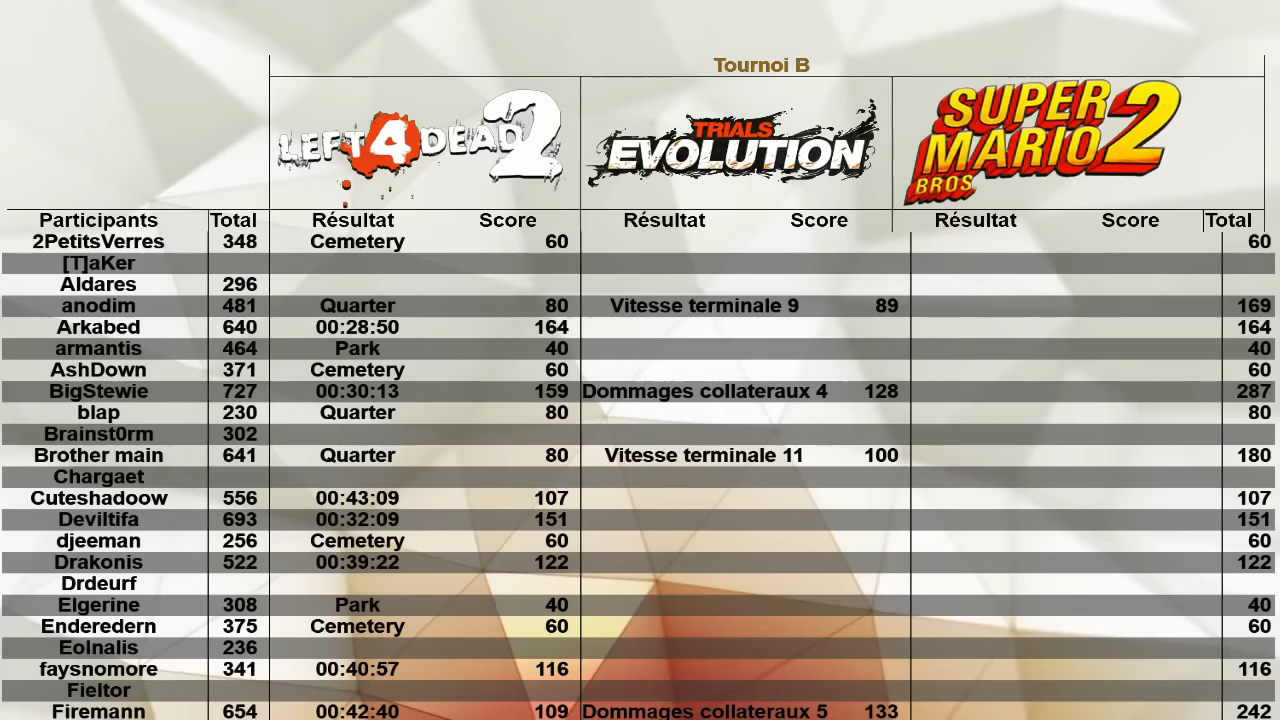 Tournoi B
LEFT 4 DEAD 2 TRIALS EVOLUTION SUPER MARIO BROS. 2
Participants Total Résultat Score Résultat Score Résultat Score Total
2PetitsVerres 348 Cemetery 60 60
[T]aKer
Aldares 296
anodim 481 Quarter 80 Vitesse terminale 9 89 169
Arkabed 640 00:28:50 164 164
armantis 464 Park 40 40
AshDown 371 Cemetery 60 60
BigStewie 727 00:30:13 159 Dommages collateraux 4 128 287
blap 230 Quarter 80 80
Brainst0rm 302
Brother main 641 Quarter 80 Vitesse terminale 11 100 180
Chargaet
Cuteshadoow 556 00:43:09 107 107
Deviltifa 693 00:32:09 151 151
djeeman 256 Cemetery 60 60
Drakonis 522 00:39:22 122 122
Drdeurf
Elgerine 308 Park 40 40
Enderedern 375 Cemetery 60 60
Eolnalis 236
faysnomore 341 00:40:57 116 116
Fieltor
Firemann 654 00:42:40 109 Dommages collateraux 5 133 242